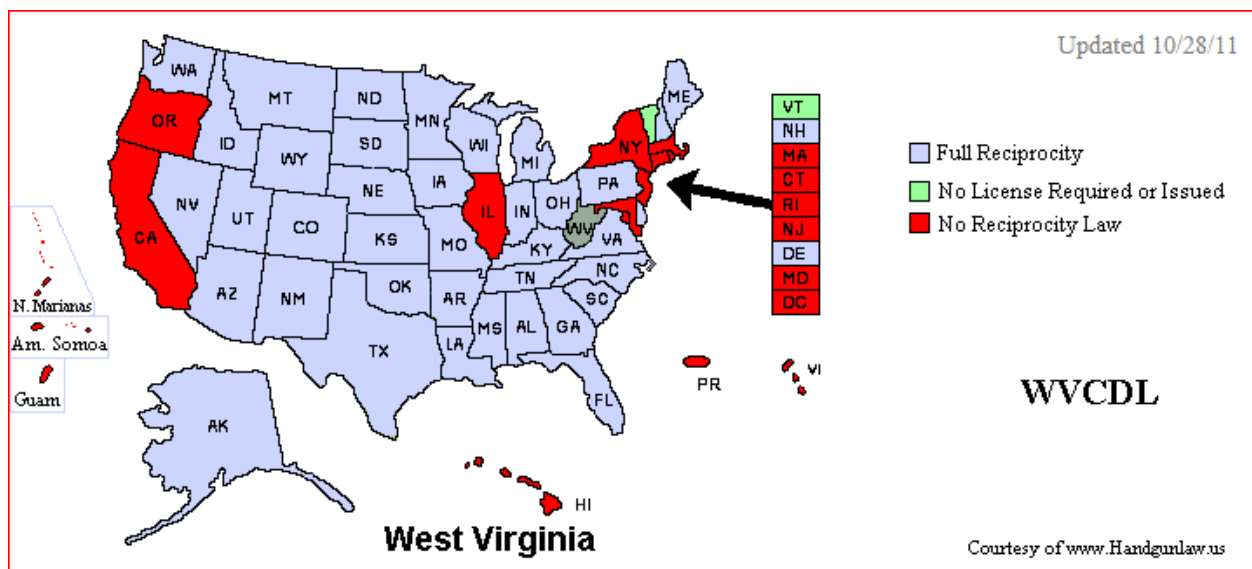 Updated 10/28/11
WA
MT
ND
MN
ME
OR
ID
WY
SD
WI
MI
NY
VT
NH
MA
CT
RI
NJ
DE
MD
DC
Full Reciprocity
No License Required or Issued
No Reciprocity Law
NV
UT
CO
NE
IA
IL
IN
OH
PA
CA
KS
MO
KY
WV
VA
AZ
NM
OK
AR
TN
NC
SC
TX
LA
MS
AL
GA
FL
N. Marianas
Am. Somoa
Guam
AK
HI
PR
VI
WVCDL
West Virginia
Courtesy of www.Handgunlaw.us